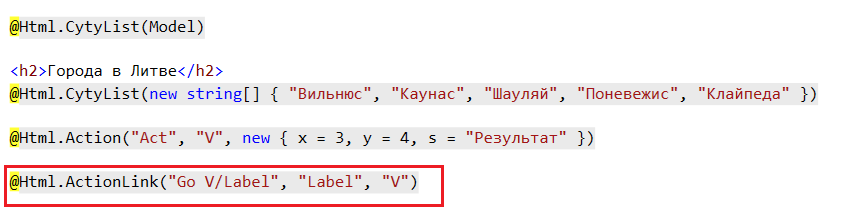 @Html.CytyList(Model)
<h2>Города в Литве</h2>
@Html.CytyList(new string[] { "Вильнюс", "Каунас", "Шауляй", "Поневежис", "Клайпеда" })
@Html.Action("Act", "V", new { x = 3, y = 4, s = "Результат" })
@Html.ActionLink("Go V/Label", "Label", "V")